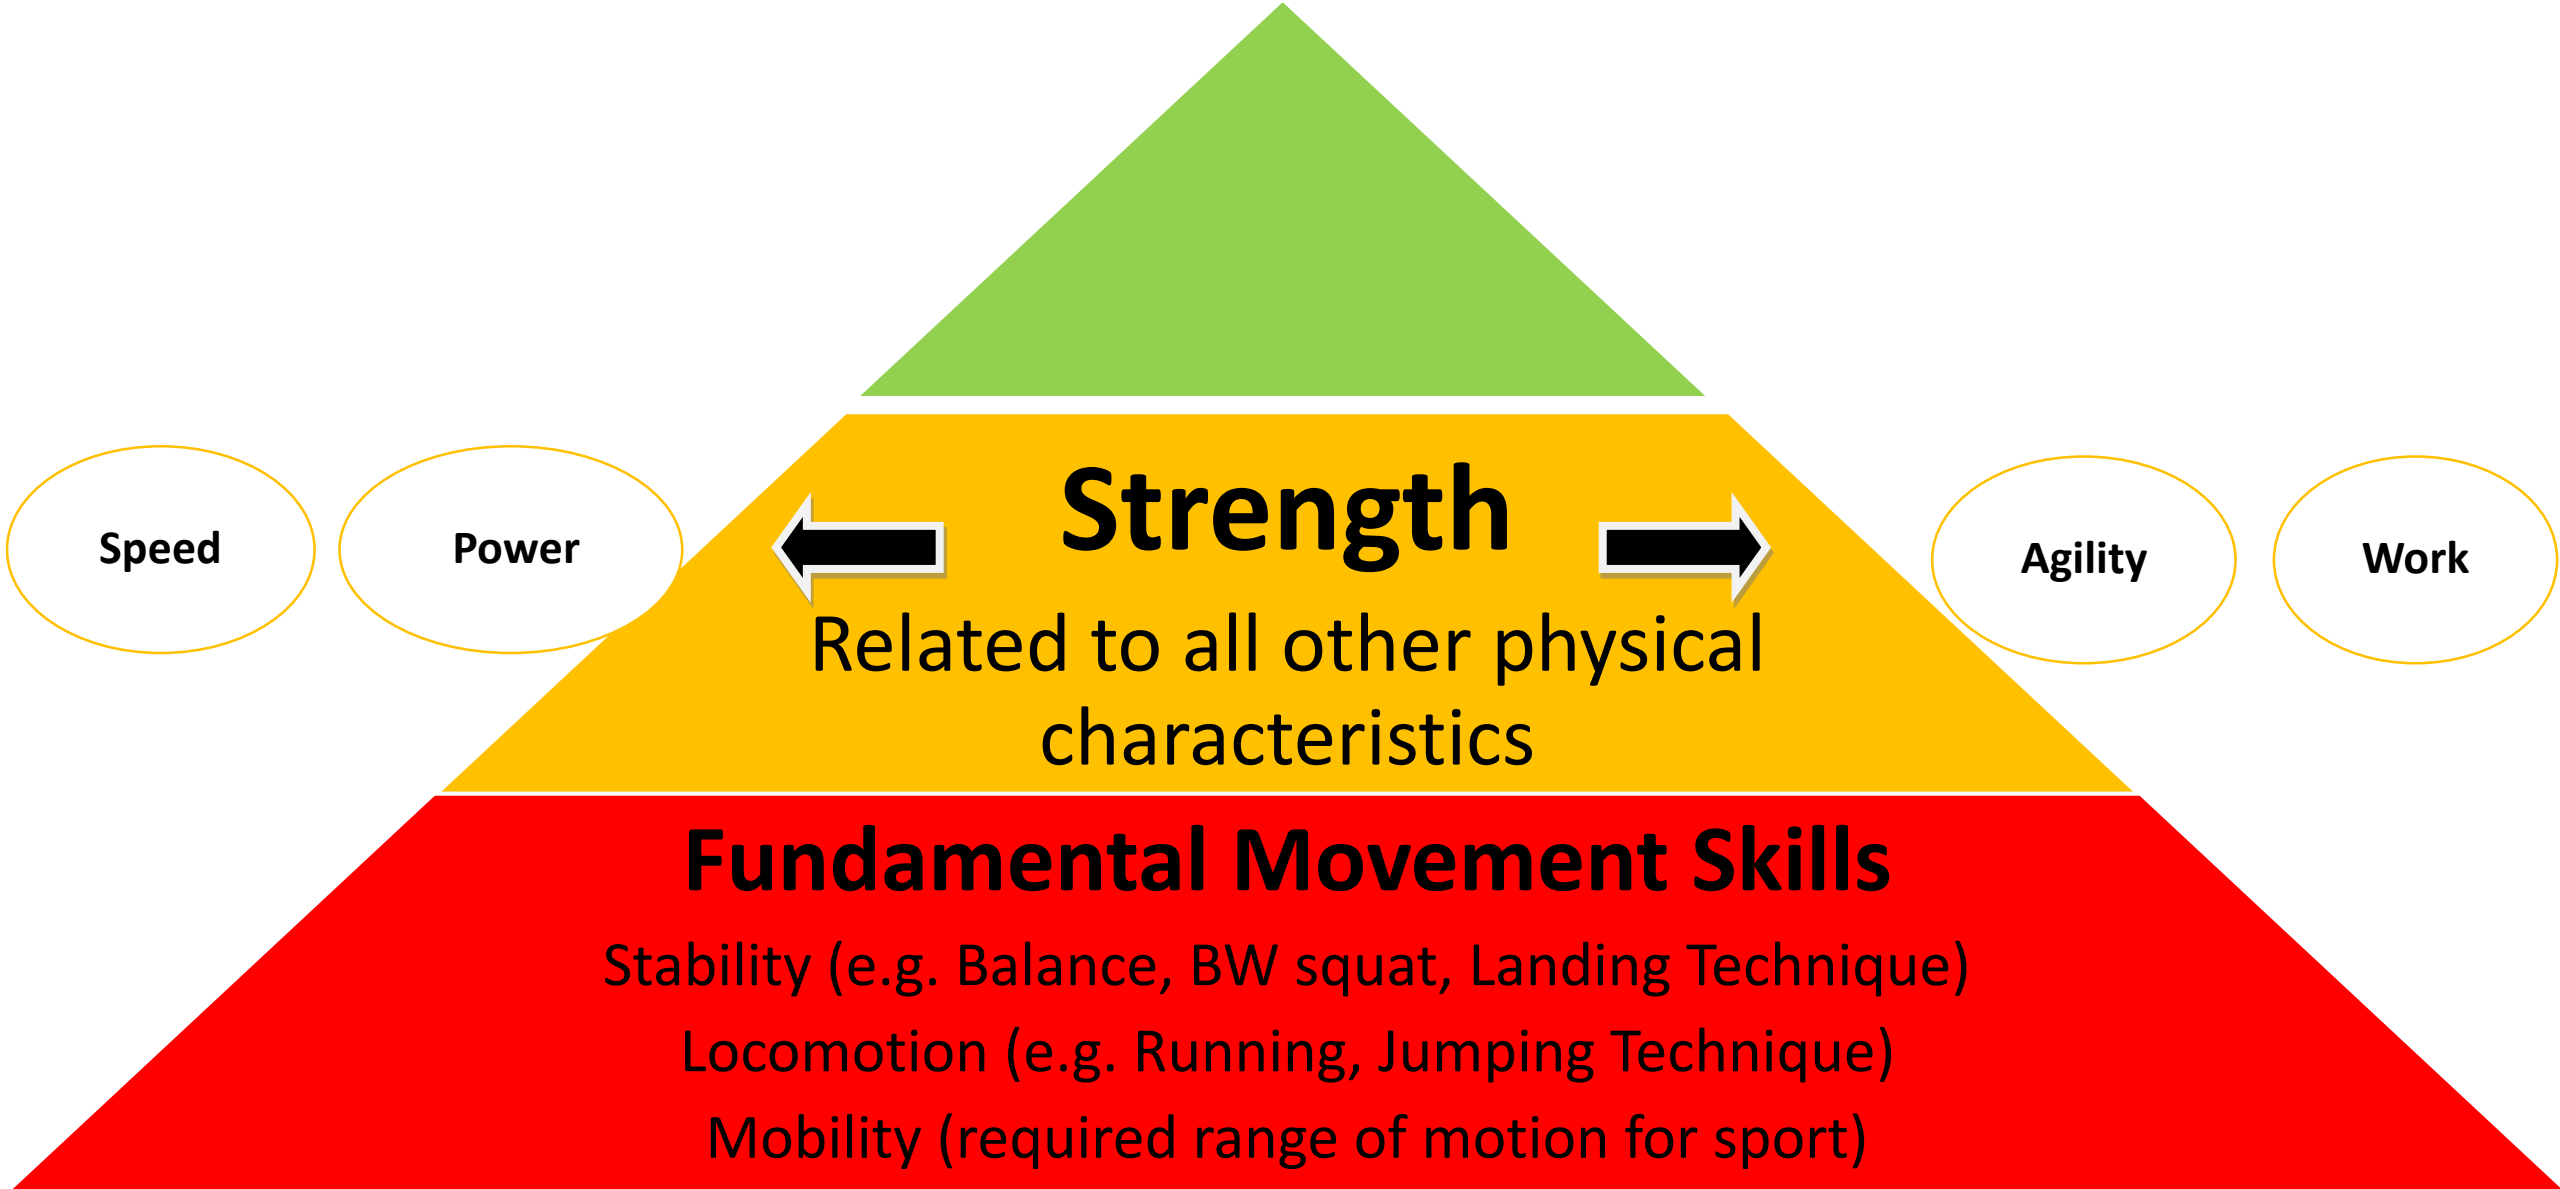 Speed
Power
Strength
Agility
Work
Related to all other physical
characteristics
Fundamental Movement Skills
Stability (e.g. Balance, BW squat, Landing Technique)
Locomotion (e.g. Running, Jumping Technique)
Mobility (required range of motion for sport)